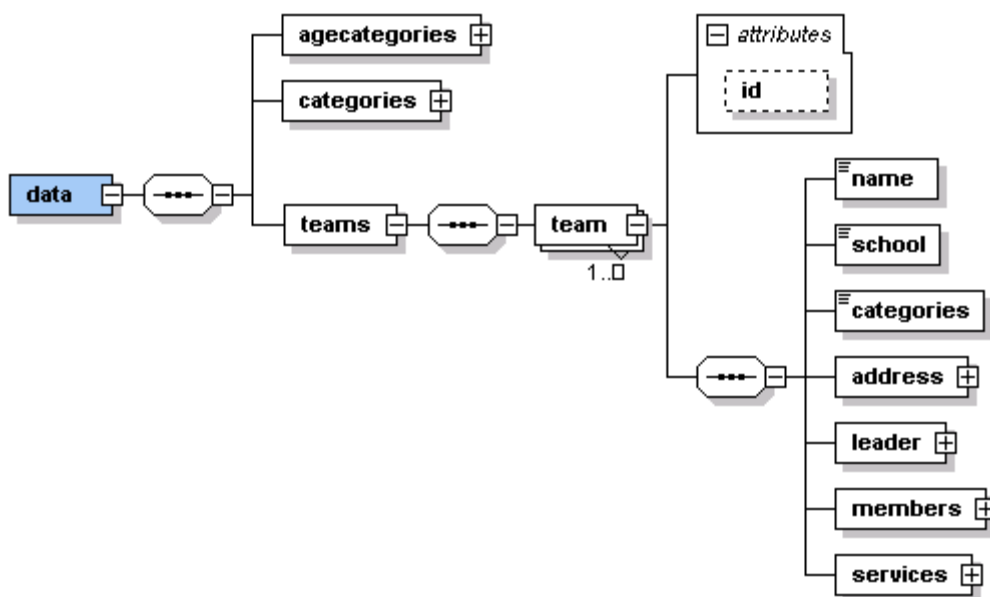 agecategories
categories
data
teams
team
1..▯
attributes
id
name
school
categories
address
leader
members
services